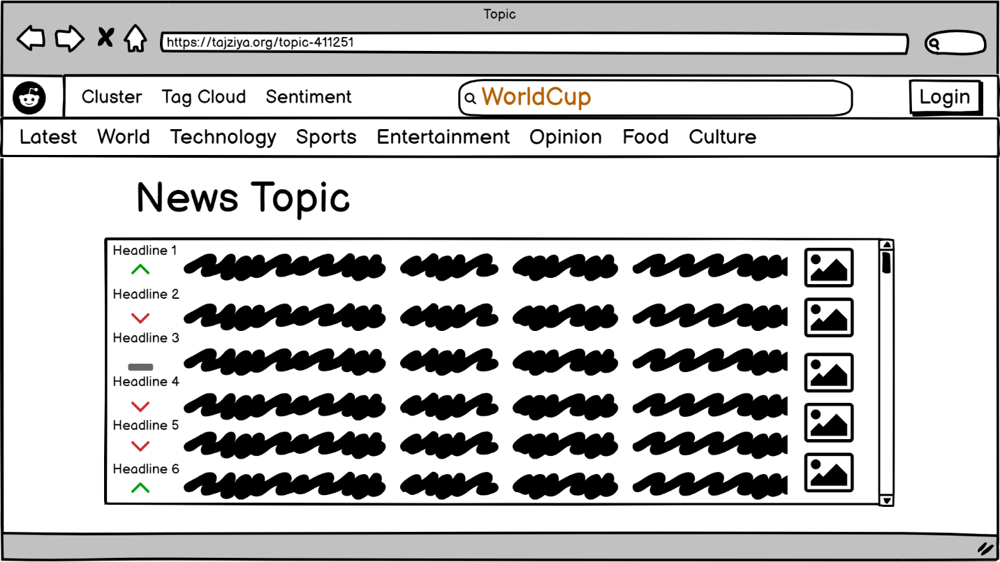 Topic
https://tajziya.org/topic-411251
Cluster Tag Cloud Sentiment WorldCup Login
Latest World Technology Sports Entertainment Opinion Food Culture
News Topic
Headline 1
Headline 2
Headline 3
Headline 4
Headline 5
Headline 6